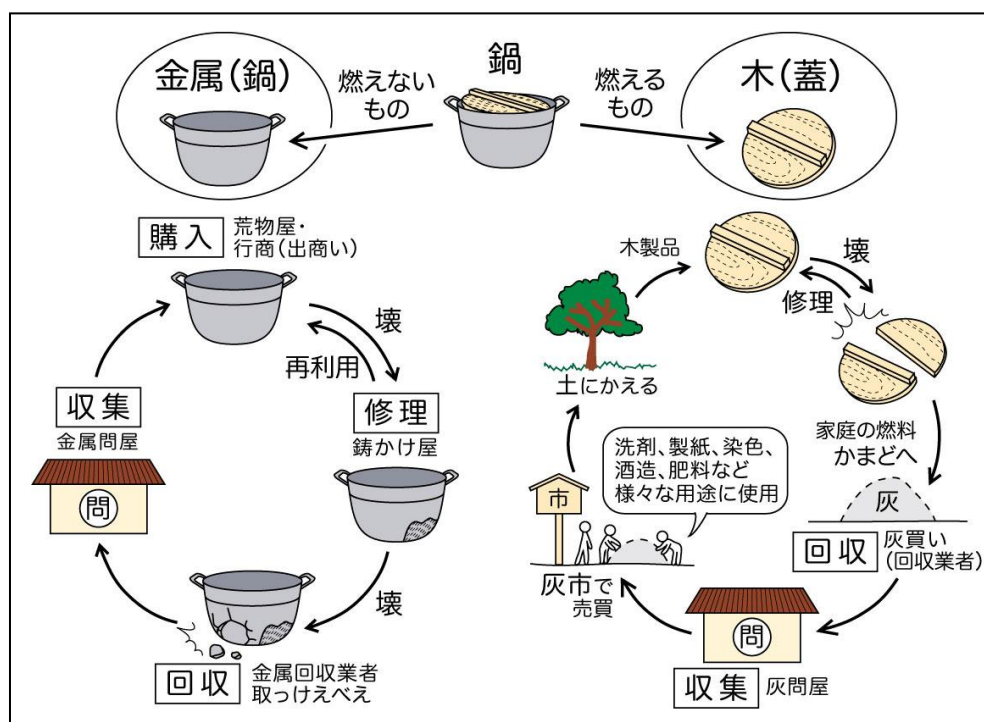 鍋
金属(鍋)
燃えない
もの
燃える
もの
木(蓋)
購入
荒物屋・
行商(出商い)
壊
再利用
修理
鋳かけ屋
壊
回収
金属回収業者
取っけえべえ
収集
金属問屋
問
木製品
壊
修理
家庭の燃料
かまどへ
灰
回収
灰買い
(回収業者)
問
収集
灰問屋
灰市で
売買
市
洗剤、製紙、染色、
酒造、肥料など
様々な用途に使用
土にかえる